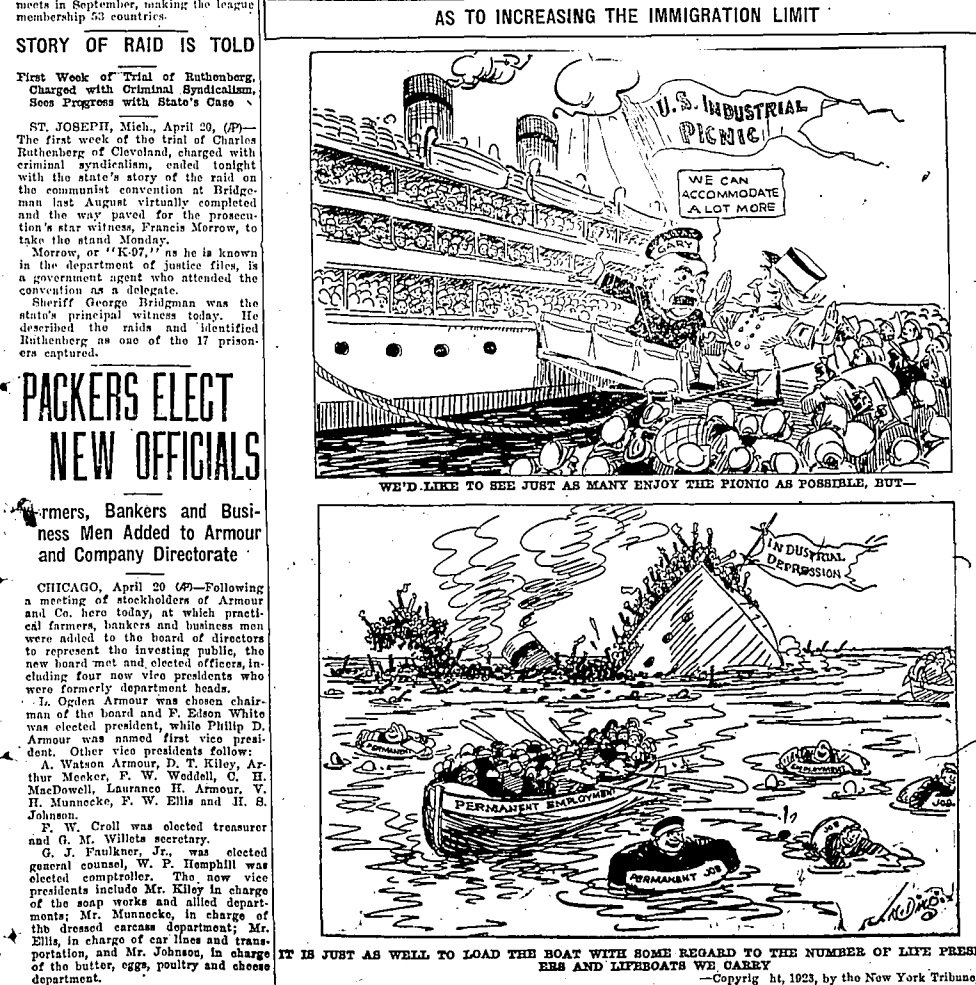 meets in September, making the league
membership 53 countries.
STORY OF RAID IS TOLD
First Week of Trial of Ruthenberg,
Charged with Criminal Syndicalism,
Sees Progress with State's Case
ST. JOSEPH, Mich., April 20, (AP)—
The first week of the trial of Charles
Ruthenberg of Cleveland, charged with
criminal syndicalism, ended tonight
with the state's story of the raid on
the communist convention at Bridge-
man last August virtually completed
and the way paved for the prosecu-
tion's star witness, Francis Morrow, to
take the stand Monday.
Morrow, or "K-97," as he is known
in the department of justice files, is
a government agent who attended the
convention as a delegate.
Sheriff George Bridgman was the
state's principal witness today. He
described the raids and identified
Ruthenberg as one of the 17 prison-
ers captured.
PACKERS ELECT
NEW OFFICIALS
rmers, Bankers and Busi-
ness Men Added to Armour
and Company Directorate
CHICAGO, April 20 (AP)—Following
a meeting of stockholders of Armour
and Co. here today, at which practi-
cal farmers, bankers and business men
were added to the board of directors
to represent the investing public, the
new board met and elected officers, in-
cluding four new vice presidents who
were formerly department heads.
L. Ogden Armour was chosen chair-
man of the board and F. Edson White
was elected president, while Philip D.
Armour was named first vice presi-
dent. Other vice presidents follow:
A. Watson Armour, D. T. Kiley, Ar-
thur Meeker, F. W. Weddell, C. H.
MacDowell, Laurance H. Armour, V.
H. Munnecke, F. W. Ellis and H. S.
Johnson.
F. W. Croll was elected treasurer
and G. M. Willets secretary.
G. J. Faulkner, Jr., was elected
general counsel, W. P. Hemphill was
elected comptroller. The new vice
presidents include Mr. Kiley in charge
of the soap works and allied depart-
ments; Mr. Munnecke, in charge of
the dressed carcass department; Mr.
Ellis, in charge of car lines and trans-
portation, and Mr. Johnson, in charge
of the butter, eggs, poultry and cheese
department.
AS TO INCREASING THE IMMIGRATION LIMIT
U.S. INDUSTRIAL
PICNIC
WE CAN
ACCOMMODATE
A LOT MORE
GARY
WE'D LIKE TO SEE JUST AS MANY ENJOY THE PICNIC AS POSSIBLE, BUT—
INDUSTRIAL
DEPRESSION
PERMANENT
PERMANENT EMPLOYMENT
EMPLOYMENT
JOB
JOB
PERMANENT JOB
IT IS JUST AS WELL TO LOAD THE BOAT WITH SOME REGARD TO THE NUMBER OF LIFE PRES
ERS AND LIFEBOATS WE CARRY
—Copyrig ht, 1923, by the New York Tribune